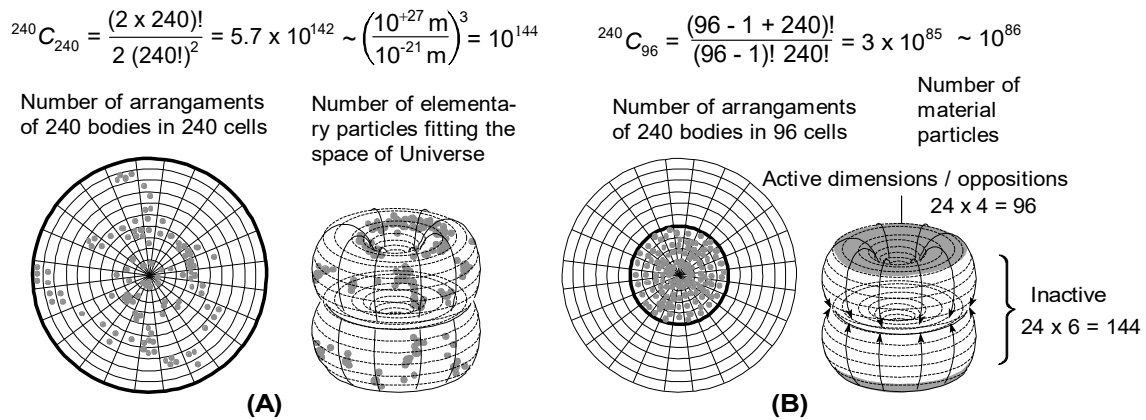 ²⁴⁰C₂₄₀ = (2 x 240)! / 2 (240!)² = 5.7 x 10¹⁴² ~ (10⁺²⁷ m / 10⁻²¹ m)³ = 10¹⁴⁴
²⁴⁰C₉₆ = (96 - 1 + 240)! / (96 - 1)! 240! = 3 x 10⁸⁵ ~ 10⁸⁶
Number of arrangaments
of 240 bodies in 240 cells
Number of elementa-
ry particles fitting the
space of Universe
Number of arrangements
of 240 bodies in 96 cells
Number of
material
particles
Active dimensions / oppositions
24 x 4 = 96
Inactive
24 x 6 = 144
(A)
(B)